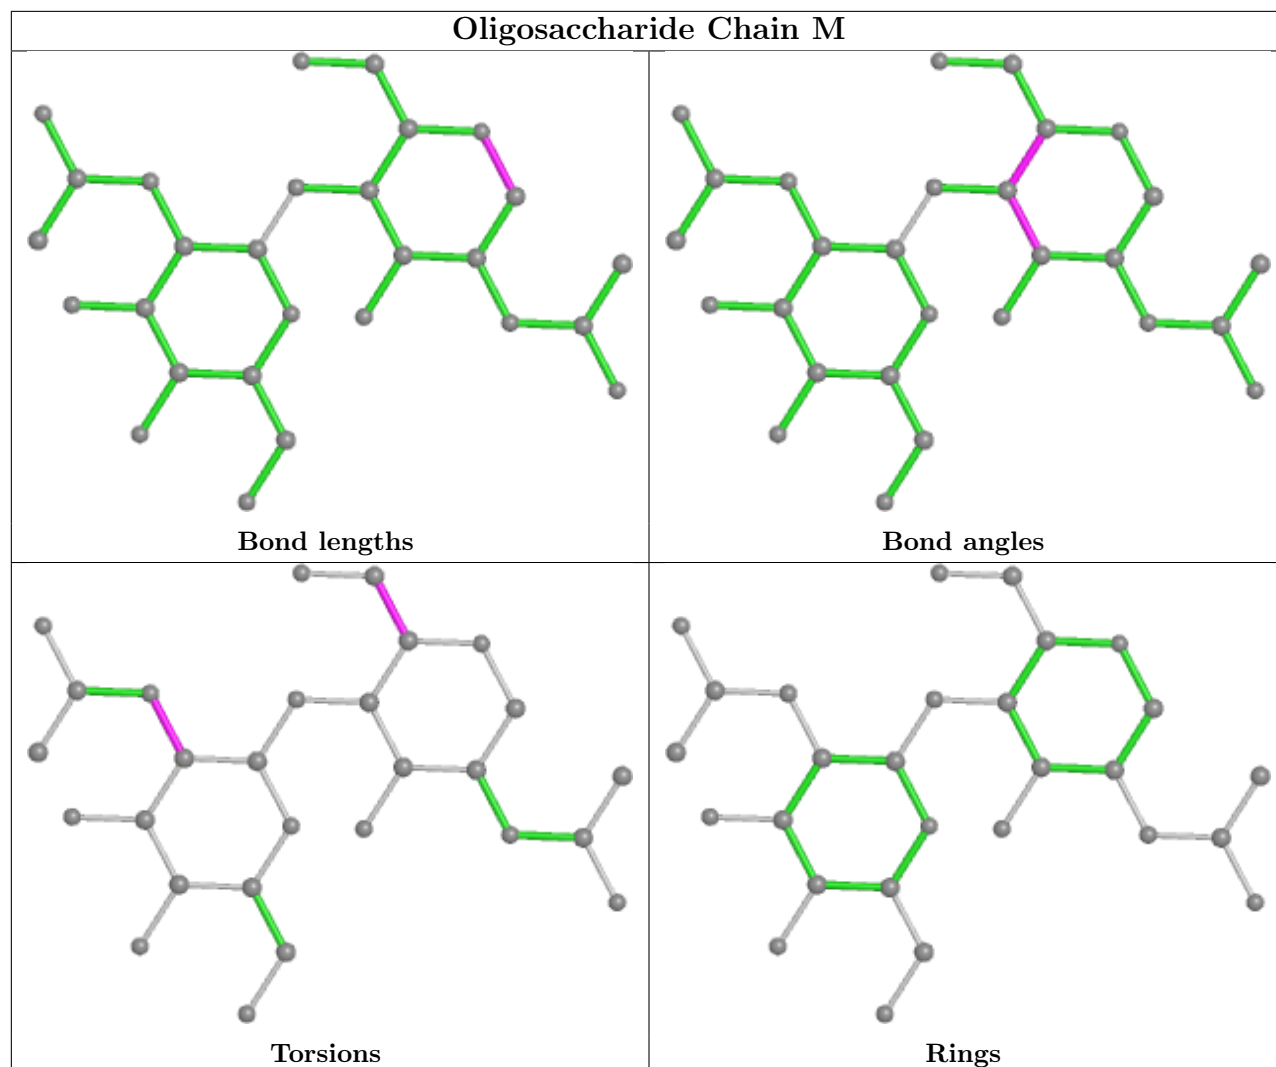 Oligosaccharide Chain M
Bond lengths
Bond angles
Torsions
Rings